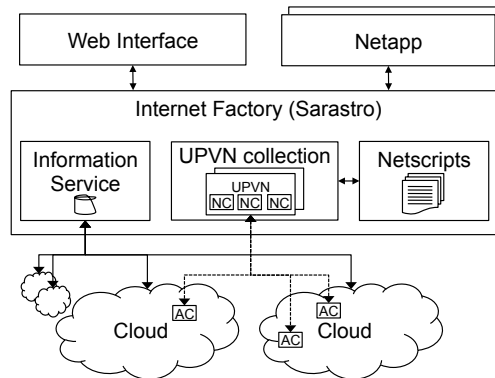 Web Interface
Netapp
Internet Factory (Sarastro)
Information
Service
UPVN collection
UPVN
NC NC NC
Netscripts
AC
Cloud
AC
AC
Cloud